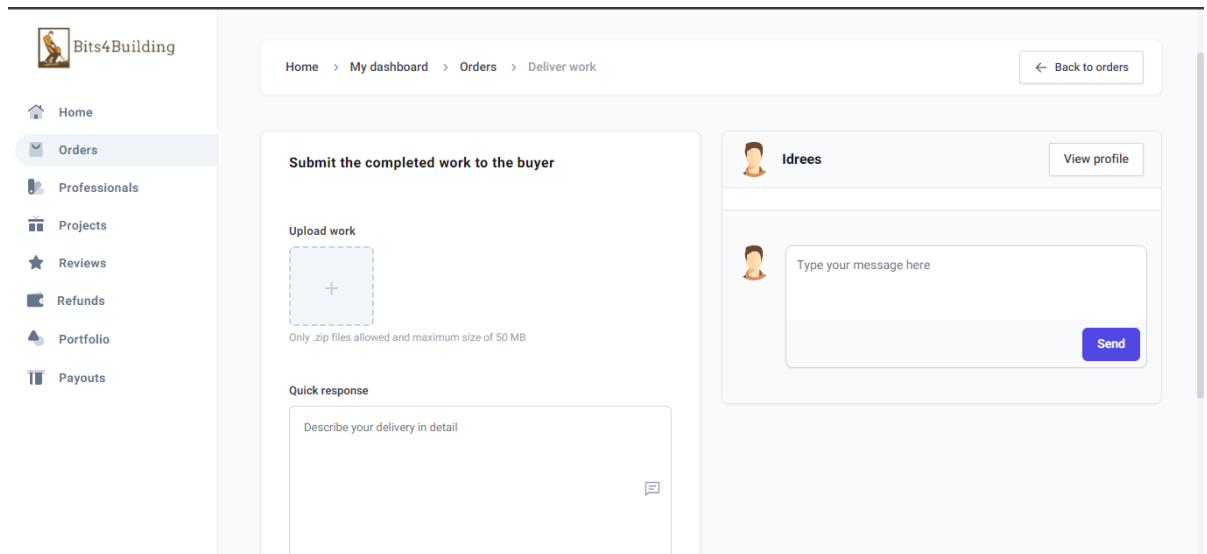 Bits4Building
Home
Orders
Professionals
Projects
Reviews
Refunds
Portfolio
Payouts
Home > My dashboard > Orders > Deliver work
← Back to orders
Submit the completed work to the buyer
Upload work
+
Only .zip files allowed and maximum size of 50 MB
Quick response
Describe your delivery in detail
Idrees
View profile
Type your message here
Send